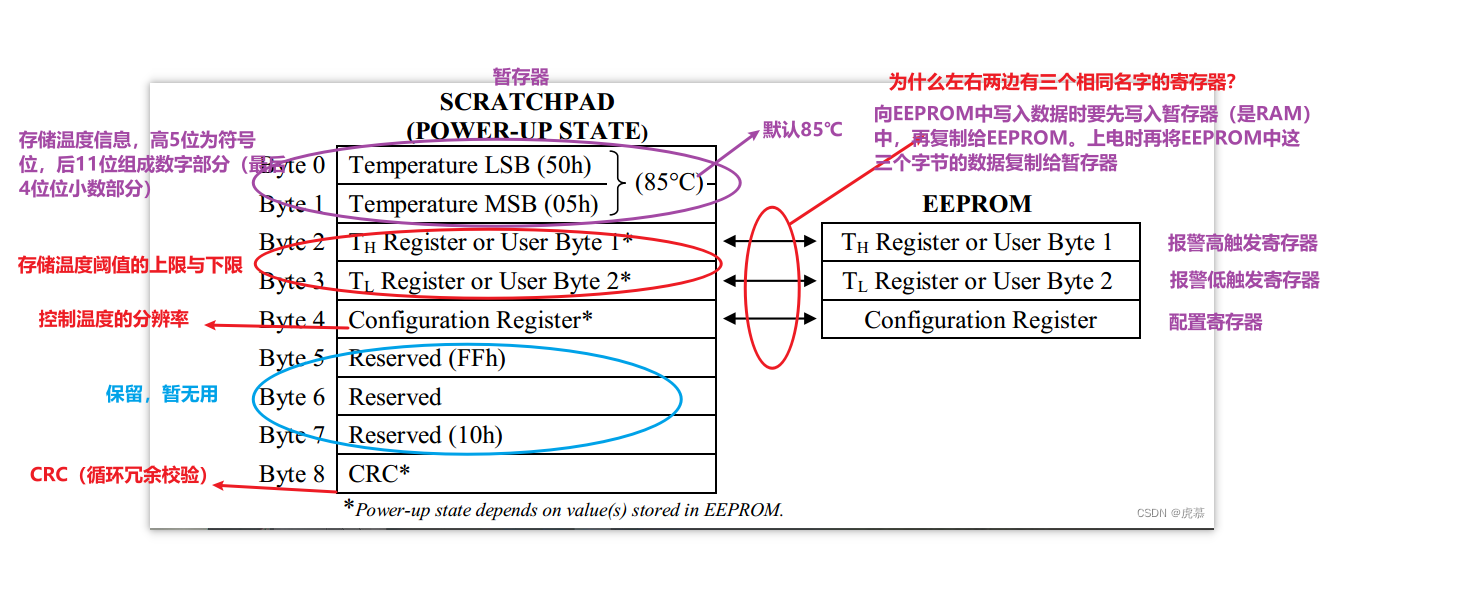 暂存器
SCRATCHPAD
(POWER-UP STATE)
存储温度信息，高5位为符号
位，后11位组成数字部分（最后
4位位小数部分）
默认85℃
为什么左右两边有三个相同名字的寄存器?
向EEPROM中写入数据时要先写入暂存器（是RAM）
中，再复制给EEPROM。上电时再将EEPROM中这
三个字节的数据复制给暂存器
Byte 0 Temperature LSB (50h)
(85°C)
Byte 1 Temperature MSB (05h)
EEPROM
Byte 2 TH Register or User Byte 1* TH Register or User Byte 1 报警高触发寄存器
存储温度阈值的上限与下限
Byte 3 TL Register or User Byte 2* TL Register or User Byte 2 报警低触发寄存器
控制温度的分辨率 Byte 4 Configuration Register* Configuration Register 配置寄存器
Byte 5 Reserved (FFh)
保留，暂无用 Byte 6 Reserved
Byte 7 Reserved (10h)
CRC（循环冗余校验） Byte 8 CRC*
*Power-up state depends on value(s) stored in EEPROM.
CSDN @虎慕